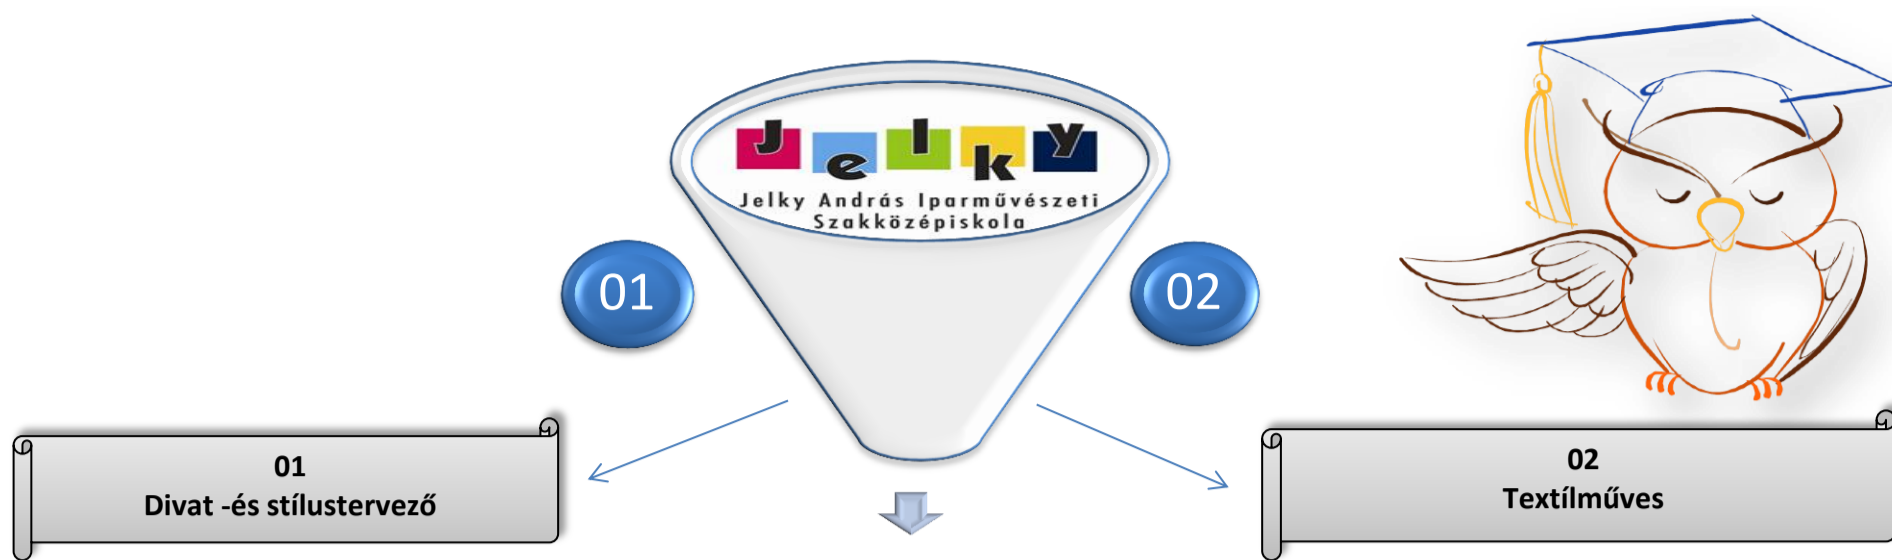 Jelky
Jelky András Iparművészeti
Szakközépiskola
01
02
01
Divat -és stílustervező
02
Textílműves